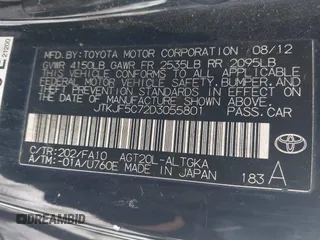 MFD.BY: TOYOTA MOTOR CORPORATION 08/12
GVWR 4150LB GAWR FR 2535LB RR 2095LB
THIS VEHICLE CONFORMS TO ALL APPLICABLE
FEDERAL MOTOR VEHICLE SAFETY, BUMPER, AND
THEFT PREVENTION STANDARDS IN EFFECT ON
THE DATE OF MANUFACTURE SHOWN ABOVE.
JTKJF5C72D3055801 PASS.CAR
C/TR:202/FA10 AGT20L-ALTGKA
A/TM:-01A/U760E MADE IN JAPAN 183 A
TOYOTA
AUTOBIDMASTER